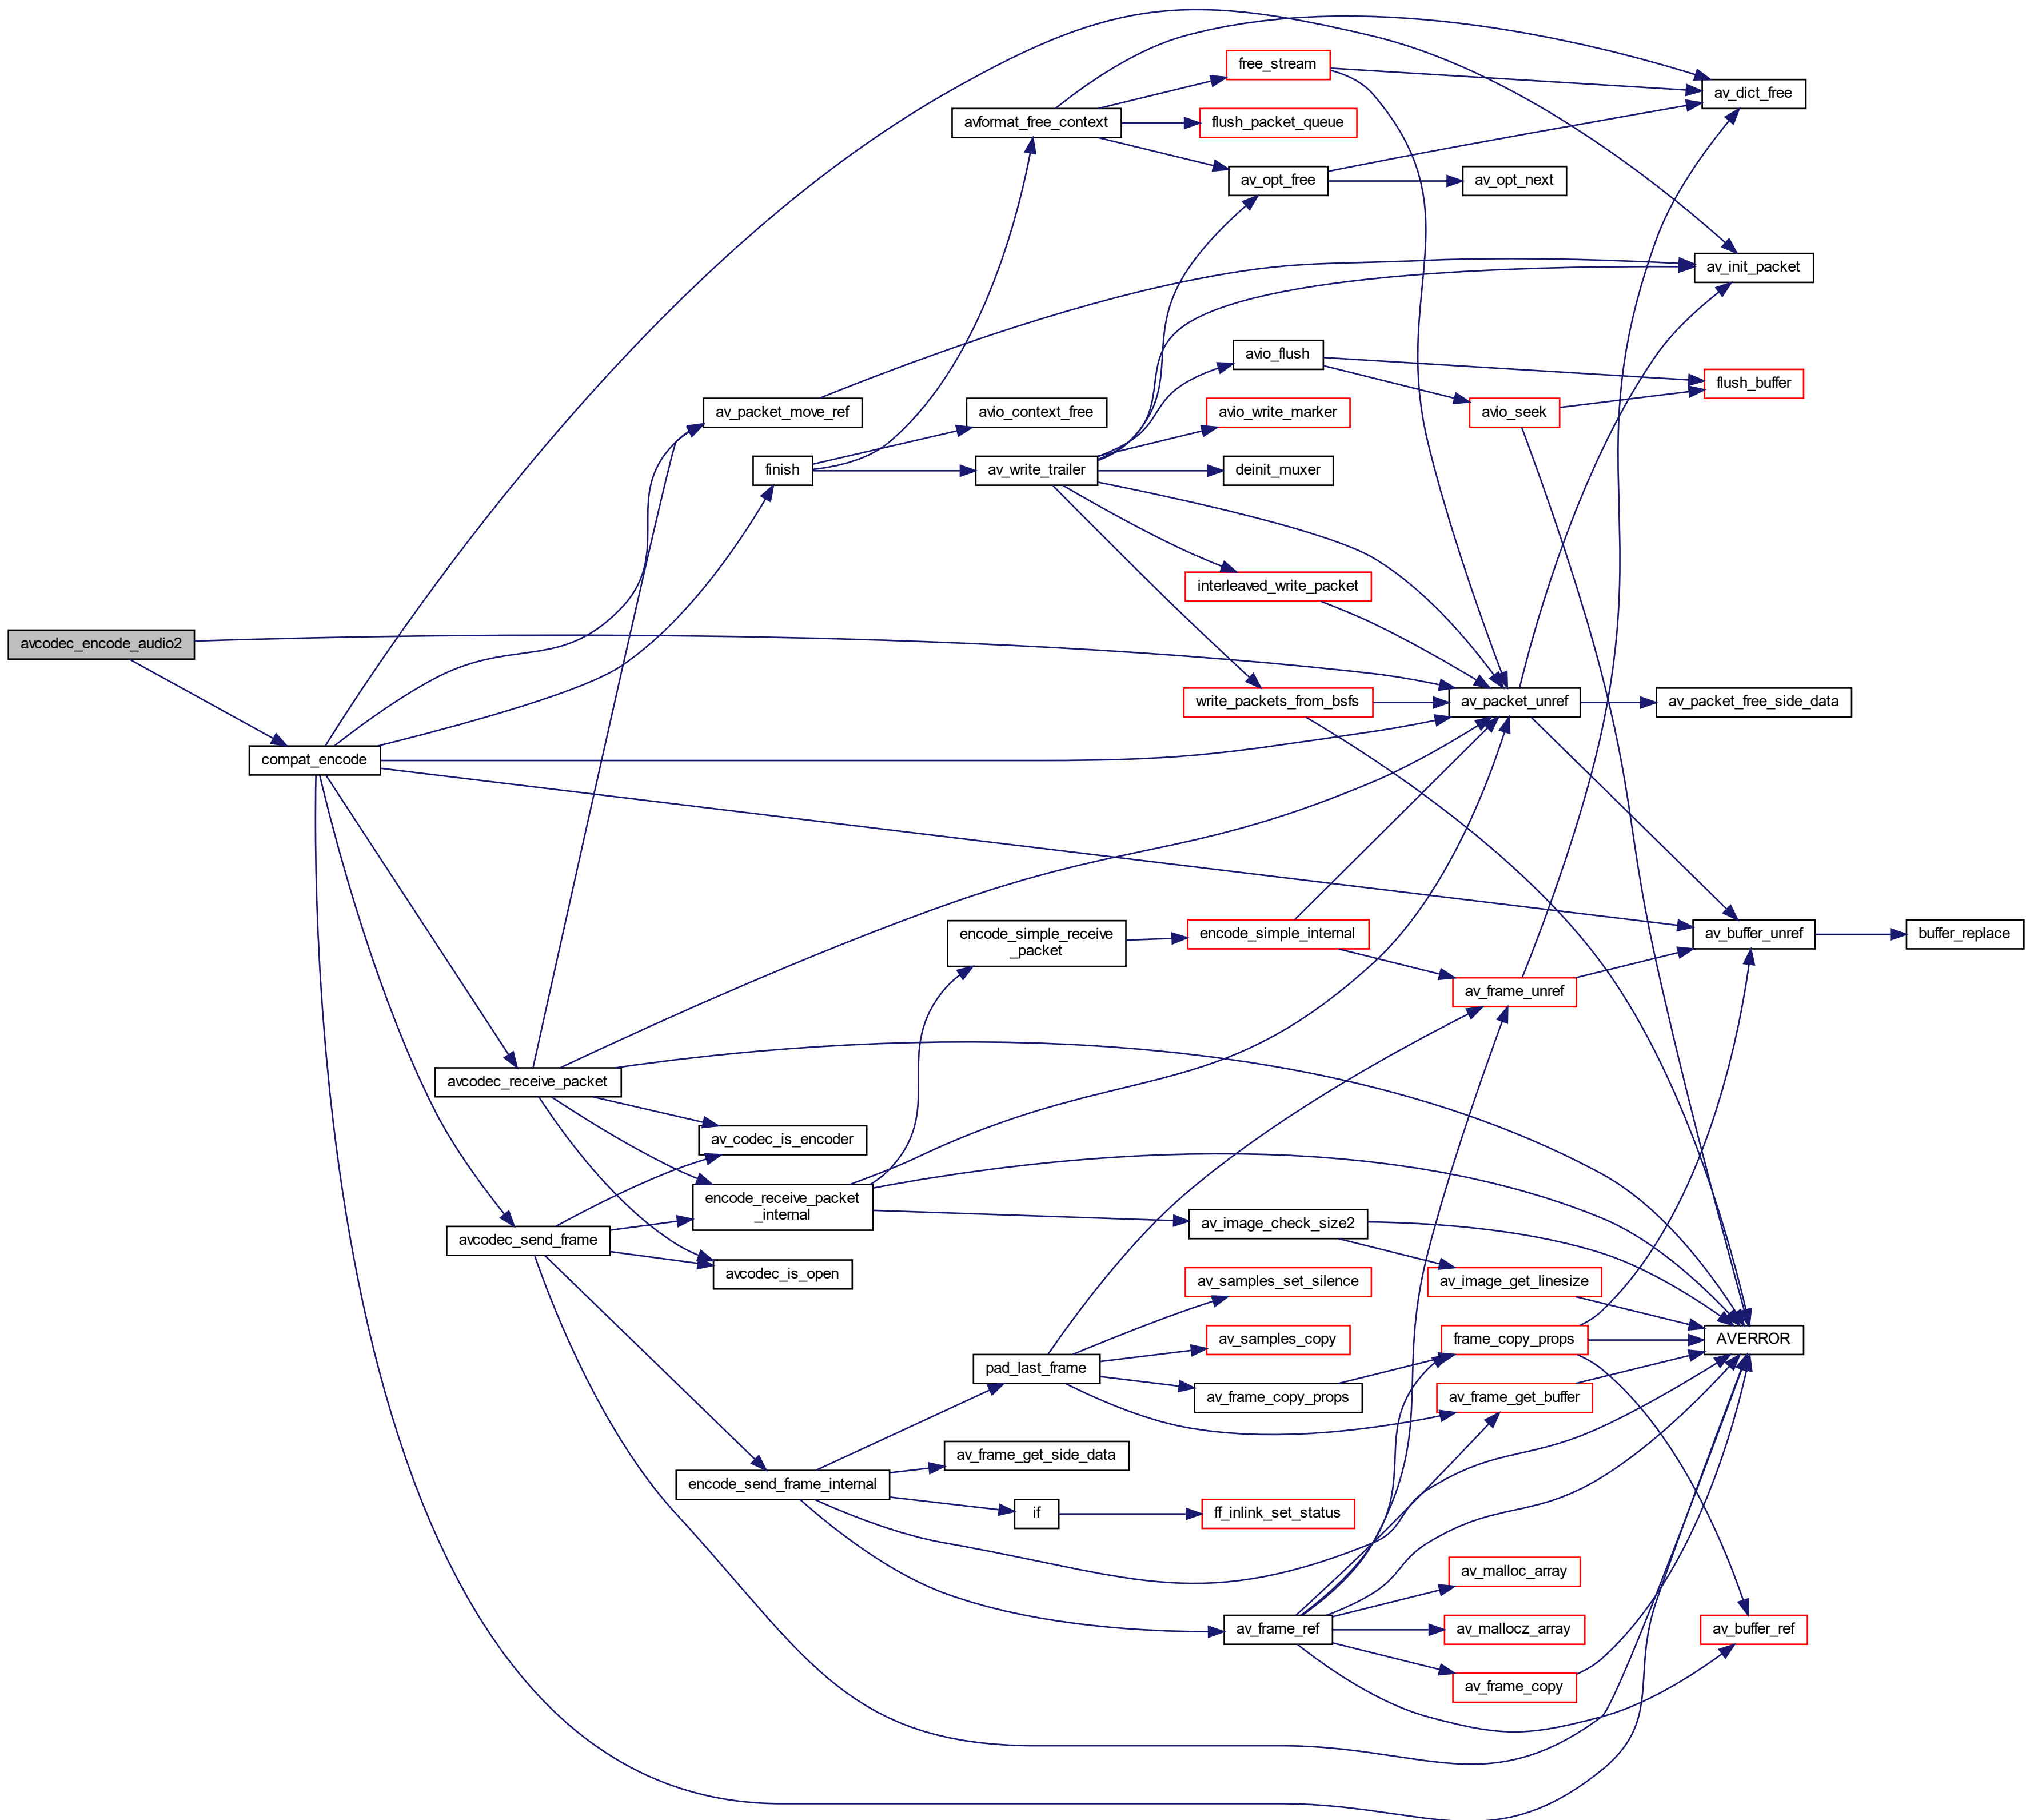 free_stream
av_dict_free
avformat_free_context
flush_packet_queue
av_opt_free
av_opt_next
av_init_packet
avio_flush
flush_buffer
av_packet_move_ref
avio_context_free
avio_write_marker
avio_seek
finish
av_write_trailer
deinit_muxer
interleaved_write_packet
avcodec_encode_audio2
write_packets_from_bsfs
av_packet_unref
av_packet_free_side_data
compat_encode
encode_simple_receive
_packet
encode_simple_internal
av_buffer_unref
buffer_replace
av_frame_unref
avcodec_receive_packet
av_codec_is_encoder
encode_receive_packet
_internal
av_image_check_size2
avcodec_send_frame
avcodec_is_open
av_samples_set_silence
av_image_get_linesize
av_samples_copy
frame_copy_props
AVERROR
pad_last_frame
av_frame_copy_props
av_frame_get_buffer
av_frame_get_side_data
encode_send_frame_internal
if
ff_inlink_set_status
av_malloc_array
av_frame_ref
av_mallocz_array
av_buffer_ref
av_frame_copy